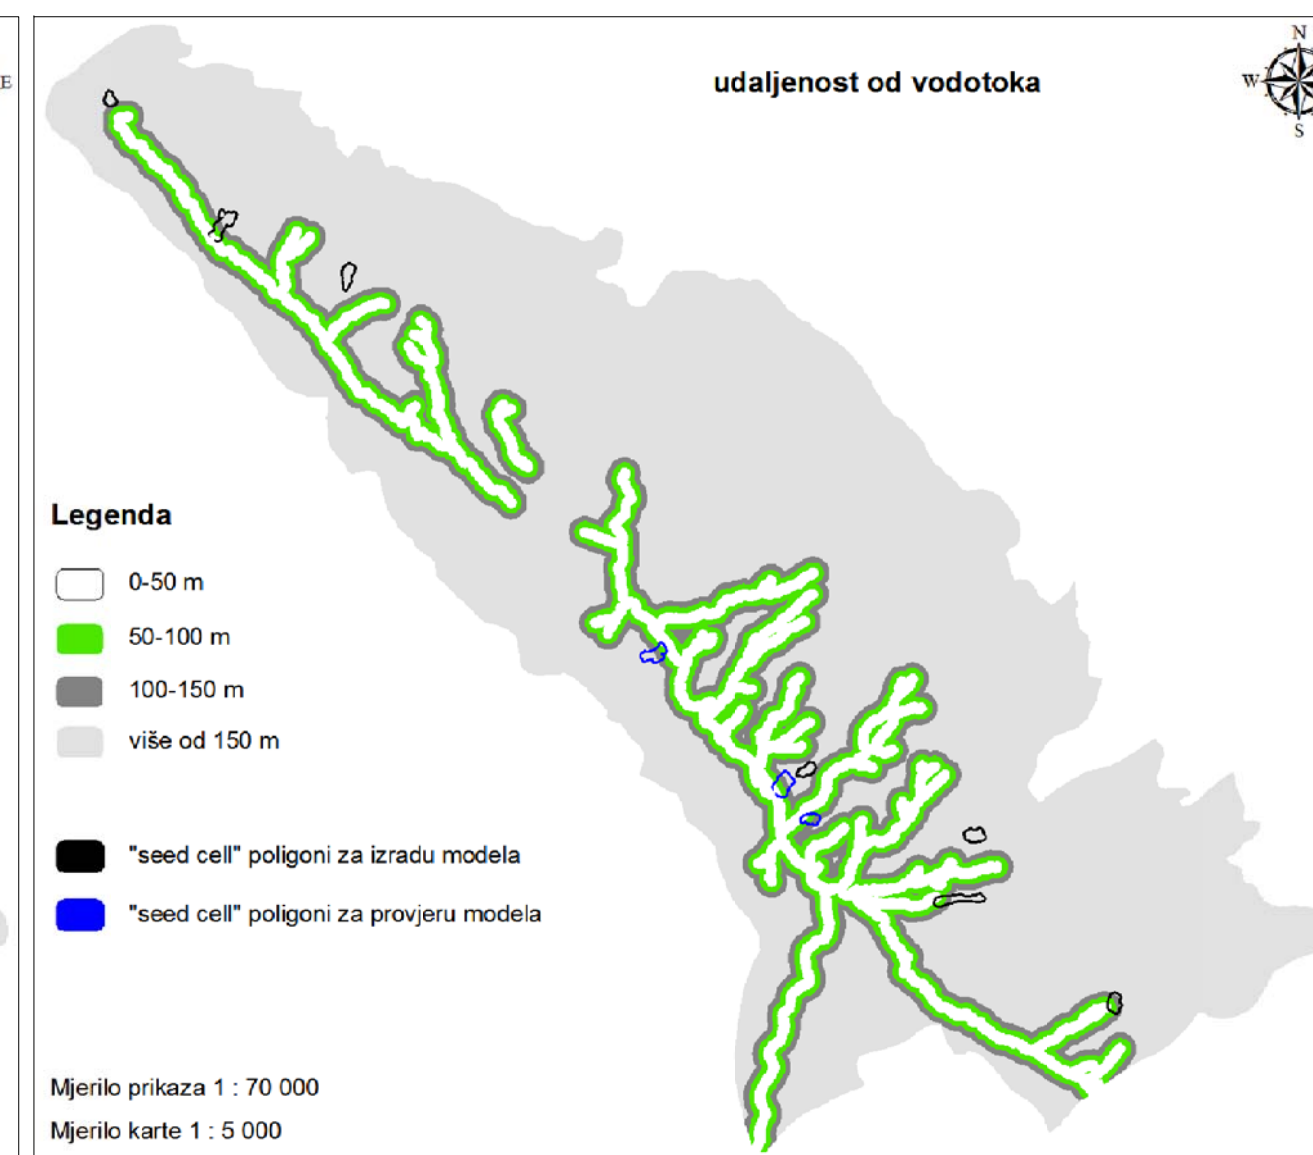 E
udaljenost od vodotoka
N
W
S
Legenda
0-50 m
50-100 m
100-150 m
više od 150 m
"seed cell" poligoni za izradu modela
"seed cell" poligoni za provjeru modela
Mjerilo prikaza 1 : 70 000
Mjerilo karte 1 : 5 000